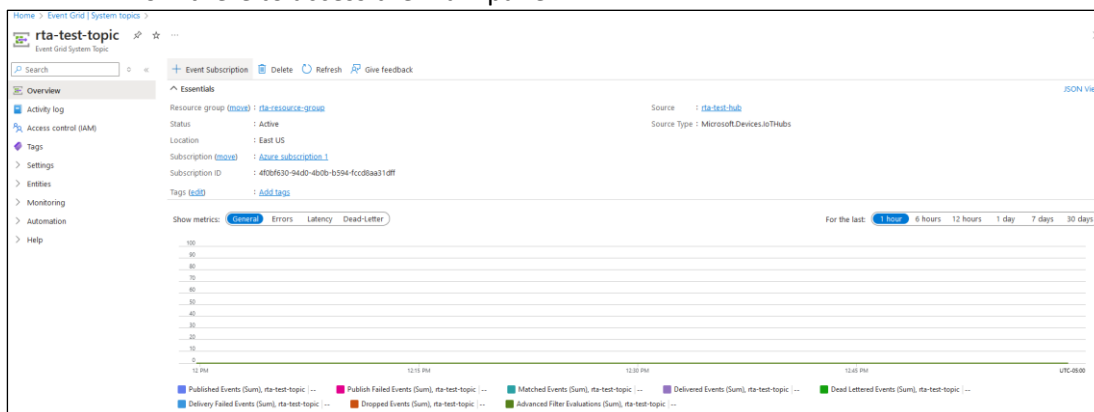 Home > Event Grid | System topics >
rta-test-topic
Event Grid System Topic
Search
Event Subscription Delete Refresh Give feedback
Overview
Activity log
Access control (IAM)
Tags
Settings
Entities
Monitoring
Automation
Help
Essentials
JSON Vie
Resource group (move) : rta-resource-group
Status : Active
Location : East US
Subscription (move) : Azure subscription 1
Subscription ID : 4f0bf630-94d0-4b0b-b594-fccd8aa31dff
Tags (edit) : Add tags
Source : rta-test-hub
Source Type : Microsoft.Devices.IoTHubs
Show metrics: General Errors Latency Dead-Letter
For the last: 1 hour 6 hours 12 hours 1 day 7 days 30 days
100
90
80
70
60
50
40
30
20
10
0
12 PM 12:15 PM 12:30 PM 12:45 PM UTC-05:00
Published Events (Sum), rta-test-topic | -- Publish Failed Events (Sum), rta-test-topic | -- Matched Events (Sum), rta-test-topic | -- Delivered Events (Sum), rta-test-topic | -- Dead Lettered Events (Sum), rta-test-topic | --
Delivery Failed Events (Sum), rta-test-topic | -- Dropped Events (Sum), rta-test-topic | -- Advanced Filter Evaluations (Sum), rta-test-topic | --